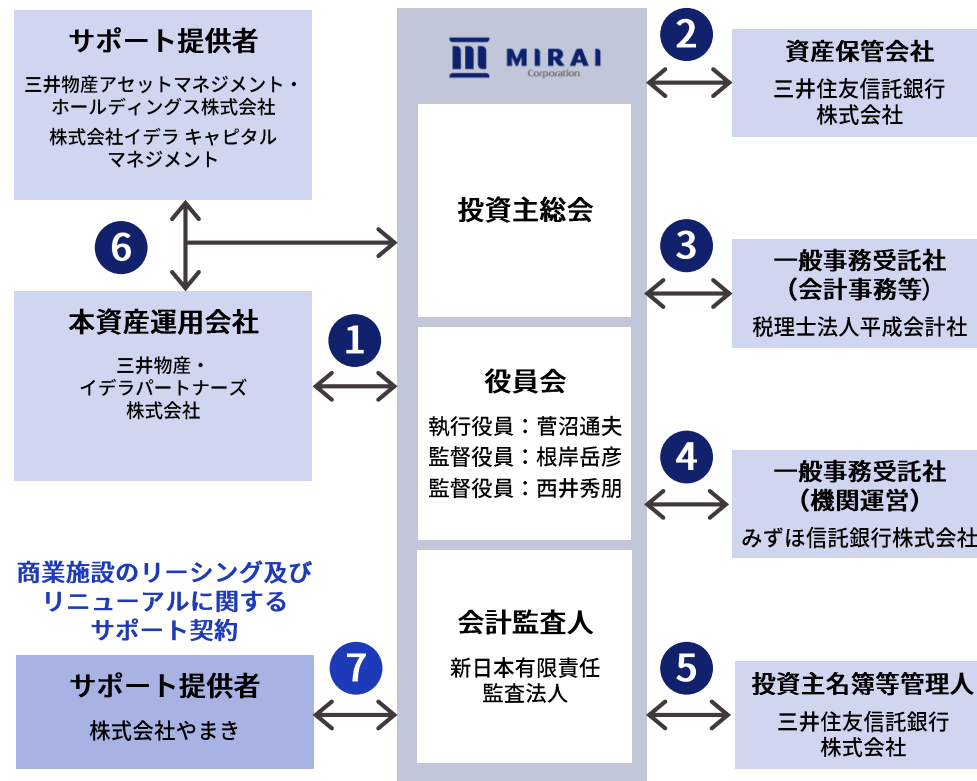 サポート提供者
三井物産アセットマネジメント・
ホールディングス株式会社
株式会社イデラ キャピタル
マネジメント
6
本資産運用会社
三井物産・
イデラパートナーズ
株式会社
1
商業施設のリーシング及び
リニューアルに関する
サポート契約
サポート提供者
株式会社やまき
7
MIRAI
Corporation
投資主総会
役員会
執行役員：菅沼通夫
監督役員：根岸岳彦
監督役員：西井秀朋
会計監査人
新日本有限責任
監査法人
2
資産保管会社
三井住友信託銀行
株式会社
3
一般事務受託社
（会計事務等）
税理士法人平成会計社
4
一般事務受託社
（機関運営）
みずほ信託銀行株式会社
5
投資主名簿等管理人
三井住友信託銀行
株式会社